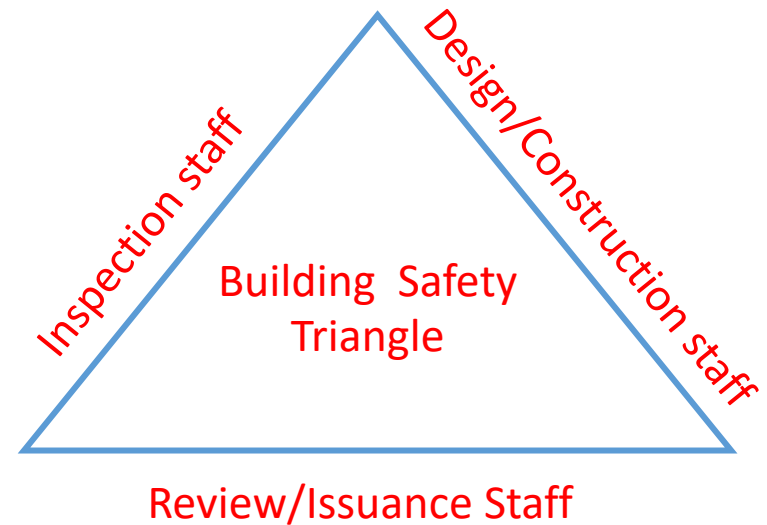 Design/Construction staff
Inspection staff
Building Safety
Triangle
Review/Issuance Staff